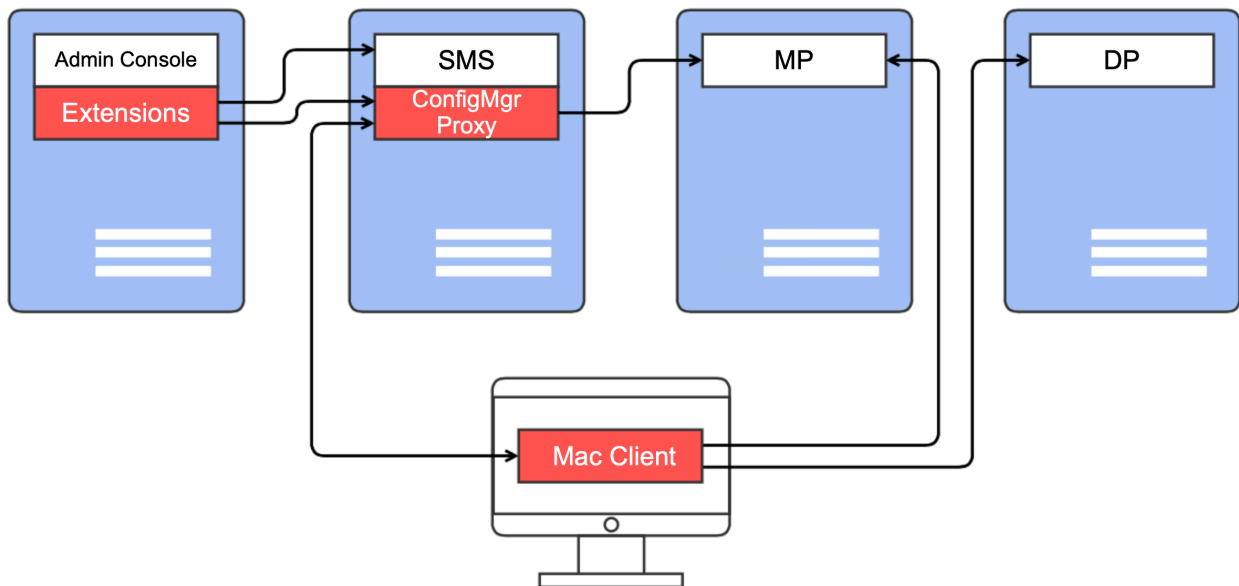 Admin Console
Extensions
SMS
ConfigMgr
Proxy
MP
DP
Mac Client